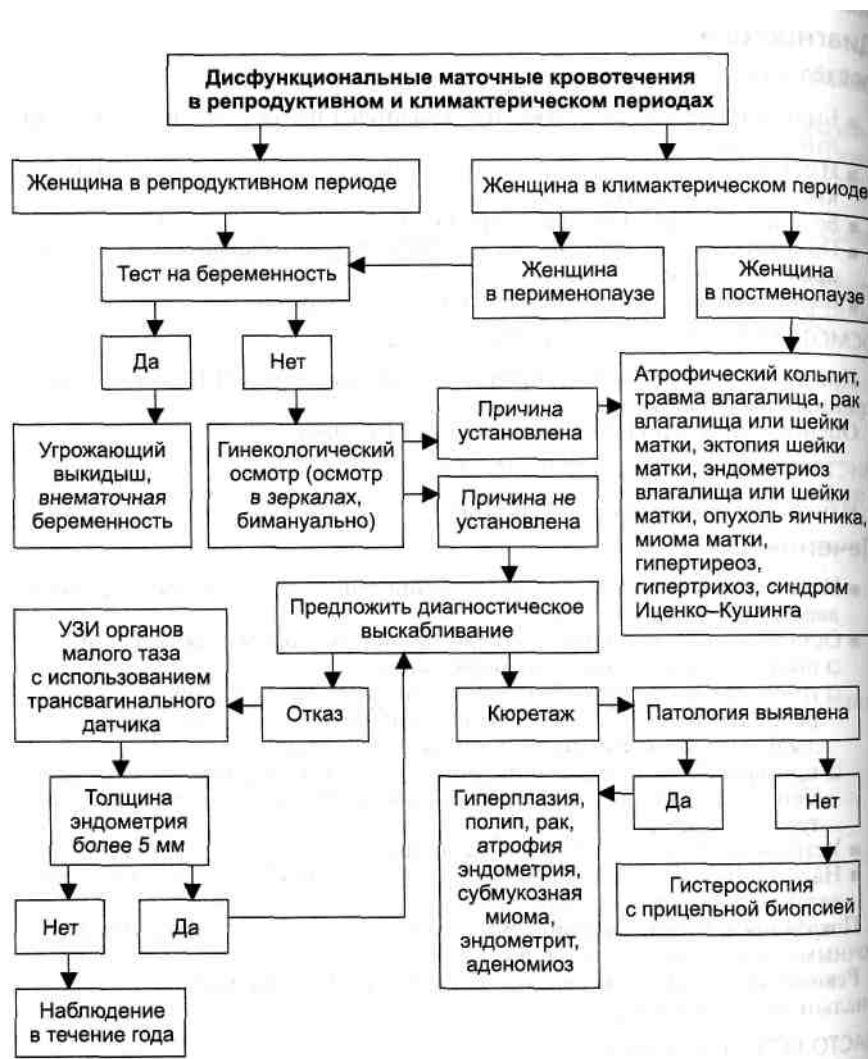 Дисфункциональные маточные кровотечения
в репродуктивном и климактерическом периодах
Женщина в репродуктивном периоде
Женщина в климактерическом периоде
Тест на беременность
Женщина
в перименопаузе
Женщина
в постменопаузе
Да
Нет
Угрожающий
выкидыш,
внематочная
беременность
Гинекологический
осмотр (осмотр
в зеркалах,
бимануально)
Причина
установлена
Причина не
установлена
Атрофический кольпит,
травма влагалища, рак
влагалища или шейки
матки, эктопия шейки
матки, эндометриоз
влагалища или шейки
матки, опухоль яичника,
миома матки,
гипертиреоз,
гипертрихоз, синдром
Иценко–Кушинга
Предложить диагностическое
выскабливание
УЗИ органов
малого таза
с использованием
трансвагинального
датчика
Отказ
Кюретаж
Патология выявлена
Толщина
эндометрия
более 5 мм
Гиперплазия,
полип, рак,
атрофия
эндометрия,
субмукозная
миома,
эндометрит,
аденомиоз
Да
Нет
Гистероскопия
с прицельной биопсией
Нет
Да
Наблюдение
в течение года